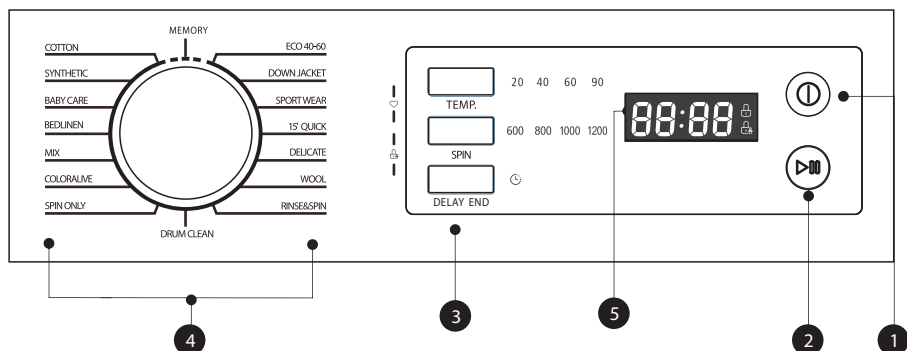 MEMORY
COTTON
SYNTHETIC
BABY CARE
BEDLINEN
MIX
COLORALIVE
SPIN ONLY
ECO 40-60
DOWN JACKET
SPORT WEAR
15' QUICK
DELICATE
WOOL
RINSE&SPIN
DRUM CLEAN
20 40 60 90
TEMP.
600 800 1000 1200
SPIN
DELAY END
88:88
5
3
4
2
1